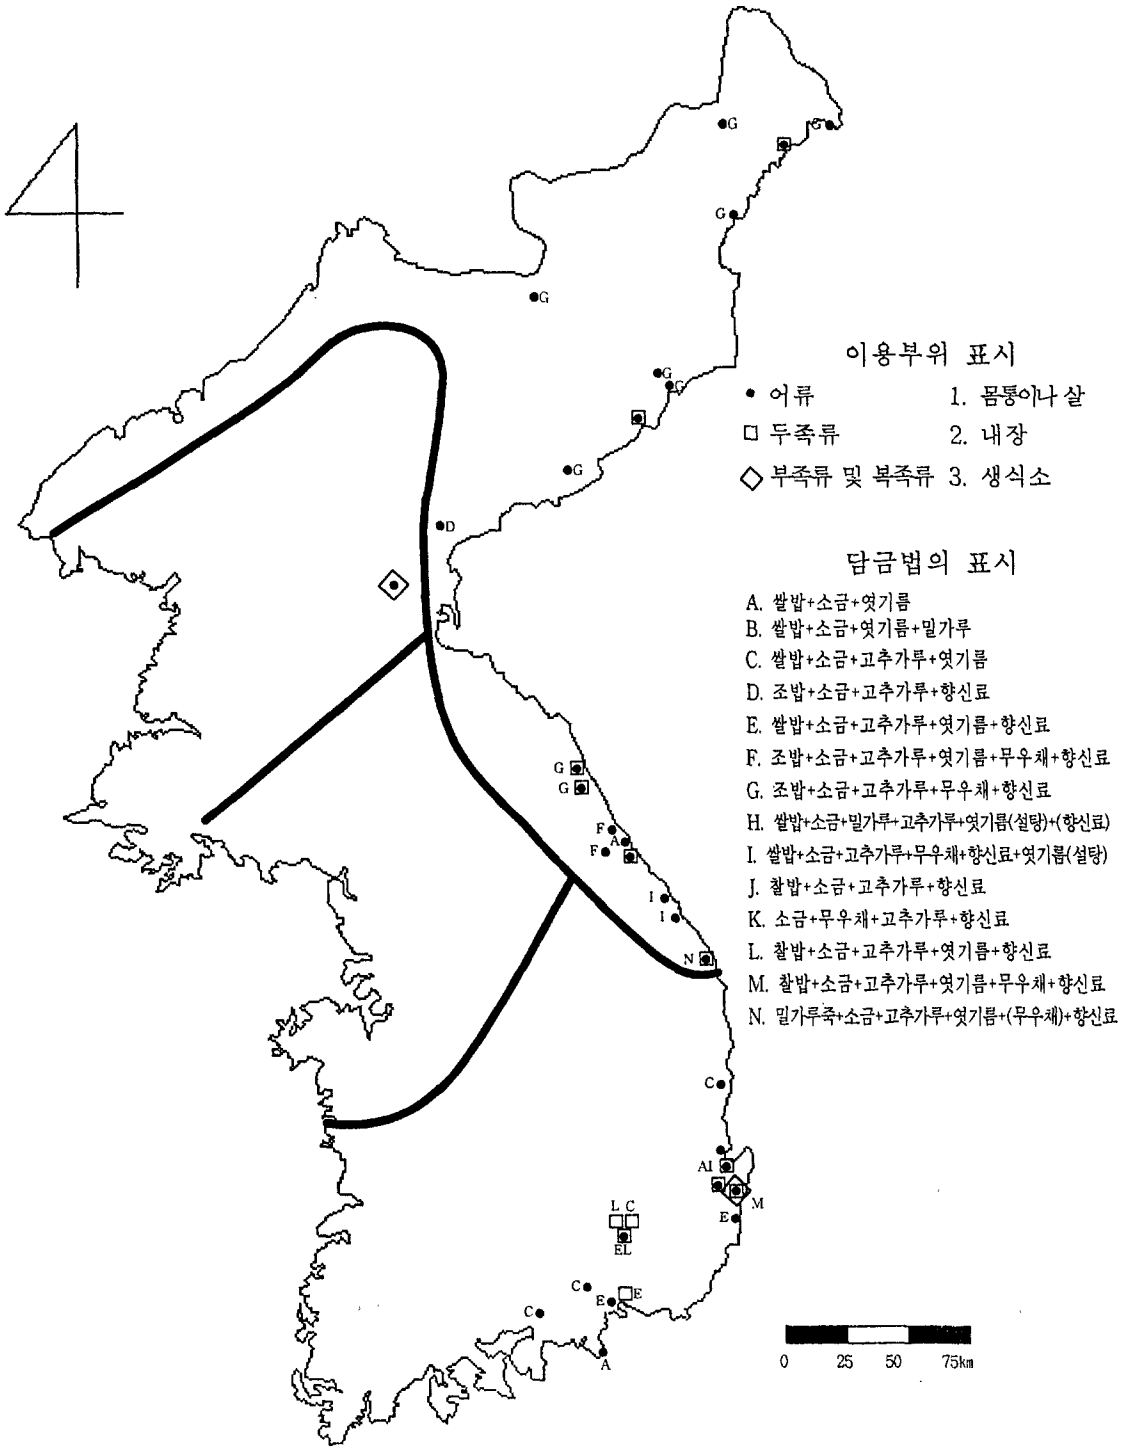 G
G
G
G
G
G
이용부위 표시
● 어류 1. 몸통이나 살
□ 두족류 2. 내장
◇ 부족류 및 복족류 3. 생식소
G
D
담금법의 표시
A. 쌀밥+소금+엿기름
B. 쌀밥+소금+엿기름+밀가루
C. 쌀밥+소금+고추가루+엿기름
D. 조밥+소금+고추가루+향신료
E. 쌀밥+소금+고추가루+엿기름+향신료
F. 조밥+소금+고추가루+엿기름+무우채+향신료
G. 조밥+소금+고추가루+무우채+향신료
H. 쌀밥+소금+밀가루+고추가루+엿기름(설탕)+(향신료)
I. 쌀밥+소금+고추가루+무우채+향신료+엿기름(설탕)
J. 찰밥+소금+고추가루+향신료
K. 소금+무우채+고추가루+향신료
L. 찰밥+소금+고추가루+엿기름+향신료
M. 찰밥+소금+고추가루+엿기름+무우채+향신료
N. 밀가루죽+소금+고추가루+엿기름+(무우채)+향신료
G
G
F
A
F
I
I
N
C
AI
M
L C
E
EL
C
E
E
C
A
0 25 50 75km